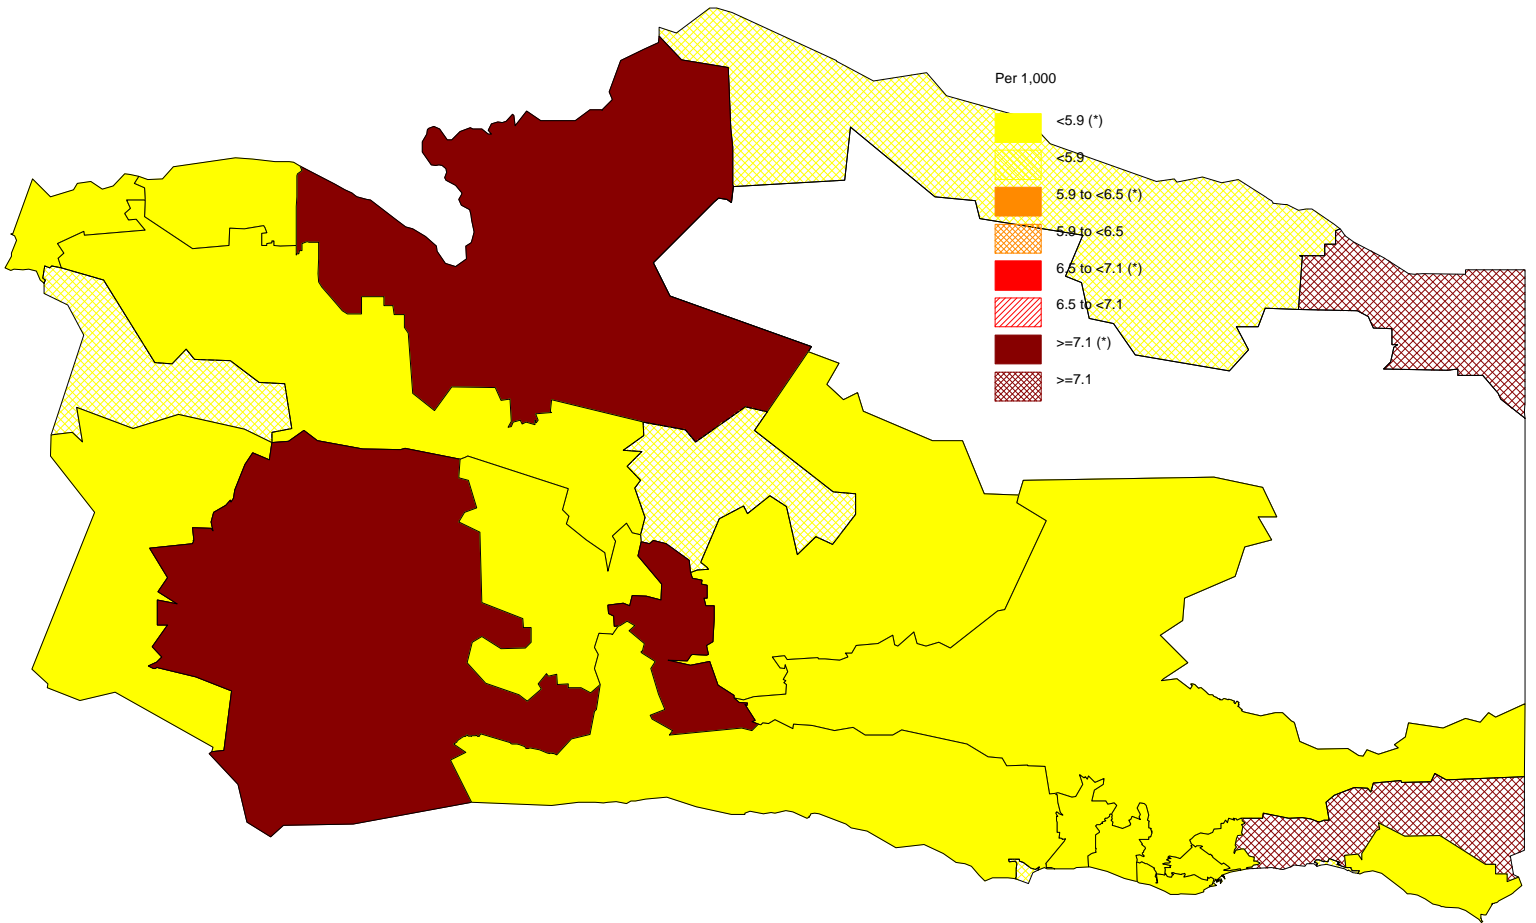 Per 1,000
<5.9 (*)
<5.9
5.9 to <6.5 (*)
5.9 to <6.5
6.5 to <7.1 (*)
6.5 to <7.1
>=7.1 (*)
>=7.1